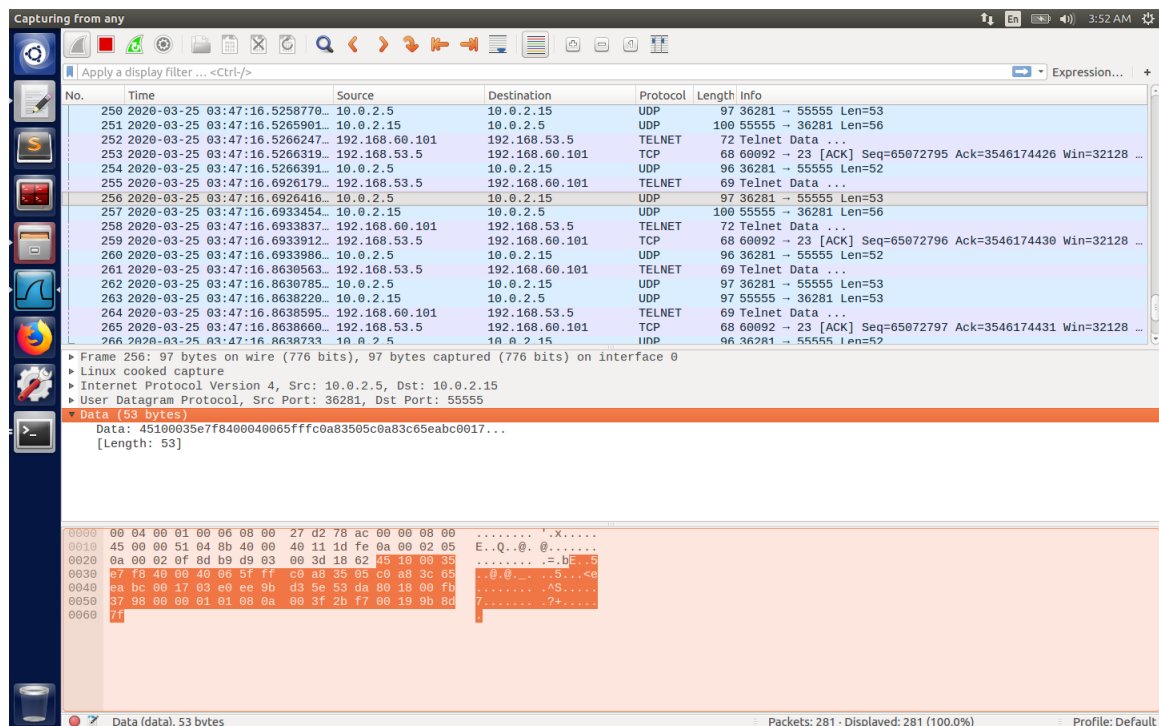 Capturing from any
En
3:52 AM
Apply a display filter ... <Ctrl-/>
Expression...
+
No. Time Source Destination Protocol Length Info
250 2020-03-25 03:47:16.5258770… 10.0.2.5 10.0.2.15 UDP 97 36281 → 55555 Len=53
251 2020-03-25 03:47:16.5265901… 10.0.2.15 10.0.2.5 UDP 100 55555 → 36281 Len=56
252 2020-03-25 03:47:16.5266247… 192.168.60.101 192.168.53.5 TELNET 72 Telnet Data ...
253 2020-03-25 03:47:16.5266319… 192.168.53.5 192.168.60.101 TCP 68 60092 → 23 [ACK] Seq=65072795 Ack=3546174426 Win=32128 …
254 2020-03-25 03:47:16.5266391… 10.0.2.5 10.0.2.15 UDP 96 36281 → 55555 Len=52
255 2020-03-25 03:47:16.6926179… 192.168.53.5 192.168.60.101 TELNET 69 Telnet Data ...
256 2020-03-25 03:47:16.6926416… 10.0.2.5 10.0.2.15 UDP 97 36281 → 55555 Len=53
257 2020-03-25 03:47:16.6933454… 10.0.2.15 10.0.2.5 UDP 100 55555 → 36281 Len=56
258 2020-03-25 03:47:16.6933837… 192.168.60.101 192.168.53.5 TELNET 72 Telnet Data ...
259 2020-03-25 03:47:16.6933912… 192.168.53.5 192.168.60.101 TCP 68 60092 → 23 [ACK] Seq=65072796 Ack=3546174430 Win=32128 …
260 2020-03-25 03:47:16.6933986… 10.0.2.5 10.0.2.15 UDP 96 36281 → 55555 Len=52
261 2020-03-25 03:47:16.8630563… 192.168.53.5 192.168.60.101 TELNET 69 Telnet Data ...
262 2020-03-25 03:47:16.8630785… 10.0.2.5 10.0.2.15 UDP 97 36281 → 55555 Len=53
263 2020-03-25 03:47:16.8638220… 10.0.2.15 10.0.2.5 UDP 97 55555 → 36281 Len=53
264 2020-03-25 03:47:16.8638595… 192.168.60.101 192.168.53.5 TELNET 69 Telnet Data ...
265 2020-03-25 03:47:16.8638660… 192.168.53.5 192.168.60.101 TCP 68 60092 → 23 [ACK] Seq=65072797 Ack=3546174431 Win=32128 …
266 2020-03-25 03:47:16.8638733… 10.0.2.5 10.0.2.15 UDP 96 36281 → 55555 Len=52
Frame 256: 97 bytes on wire (776 bits), 97 bytes captured (776 bits) on interface 0
Linux cooked capture
Internet Protocol Version 4, Src: 10.0.2.5, Dst: 10.0.2.15
User Datagram Protocol, Src Port: 36281, Dst Port: 55555
Data (53 bytes)
Data: 45100035e7f8400040065fffc0a83505c0a83c65eabc0017...
[Length: 53]
0000 00 04 00 01 00 06 08 00 27 d2 78 ac 00 00 08 00 ........ '.x.....
0010 45 00 00 51 04 8b 40 00 40 11 1d fe 0a 00 02 05 E..Q..@. @.......
0020 0a 00 02 0f 8d b9 d9 03 00 3d 18 62 45 10 00 35 ........ .=.bE..5
0030 e7 f8 40 00 40 06 5f ff c0 a8 35 05 c0 a8 3c 65 ..@.@._. ..5...<e
0040 ea bc 00 17 03 e0 ee 9b d3 5e 53 da 80 18 00 fb ........ .^S.....
0050 37 98 00 00 01 01 08 0a 00 3f 2b f7 00 19 9b 8d 7....... .?+.....
0060 7f .
Data (data), 53 bytes
Packets: 281 · Displayed: 281 (100.0%)
Profile: Default